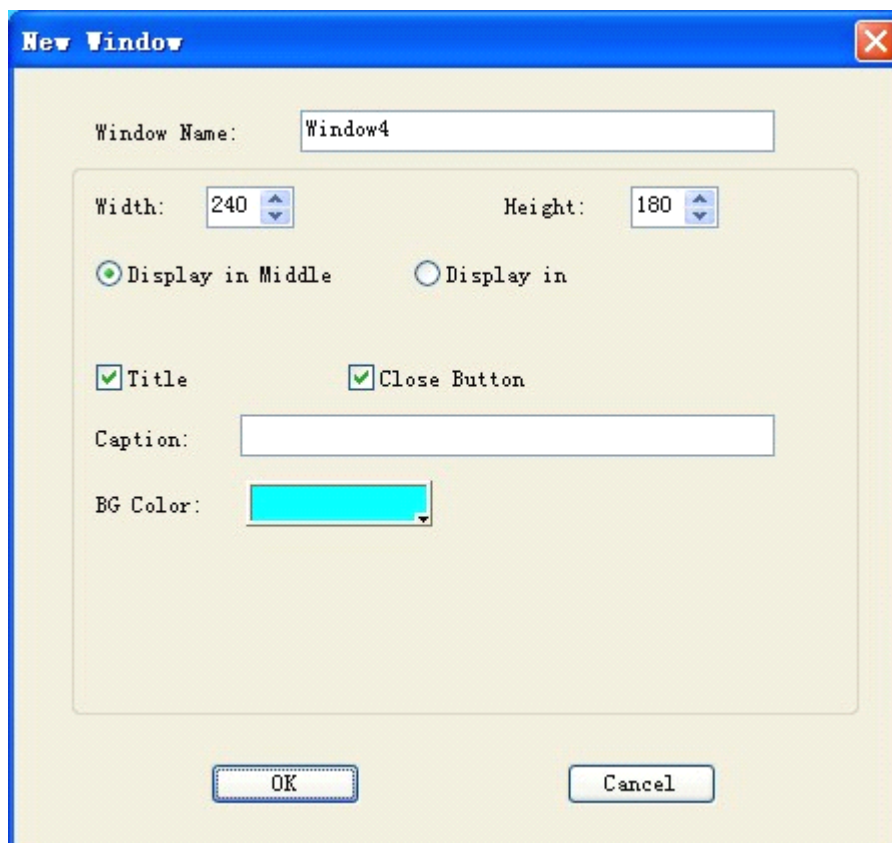 New Window
Window Name: Window4
Width: 240 Height: 180
Display in Middle Display in
Title Close Button
Caption:
BG Color:
OK Cancel